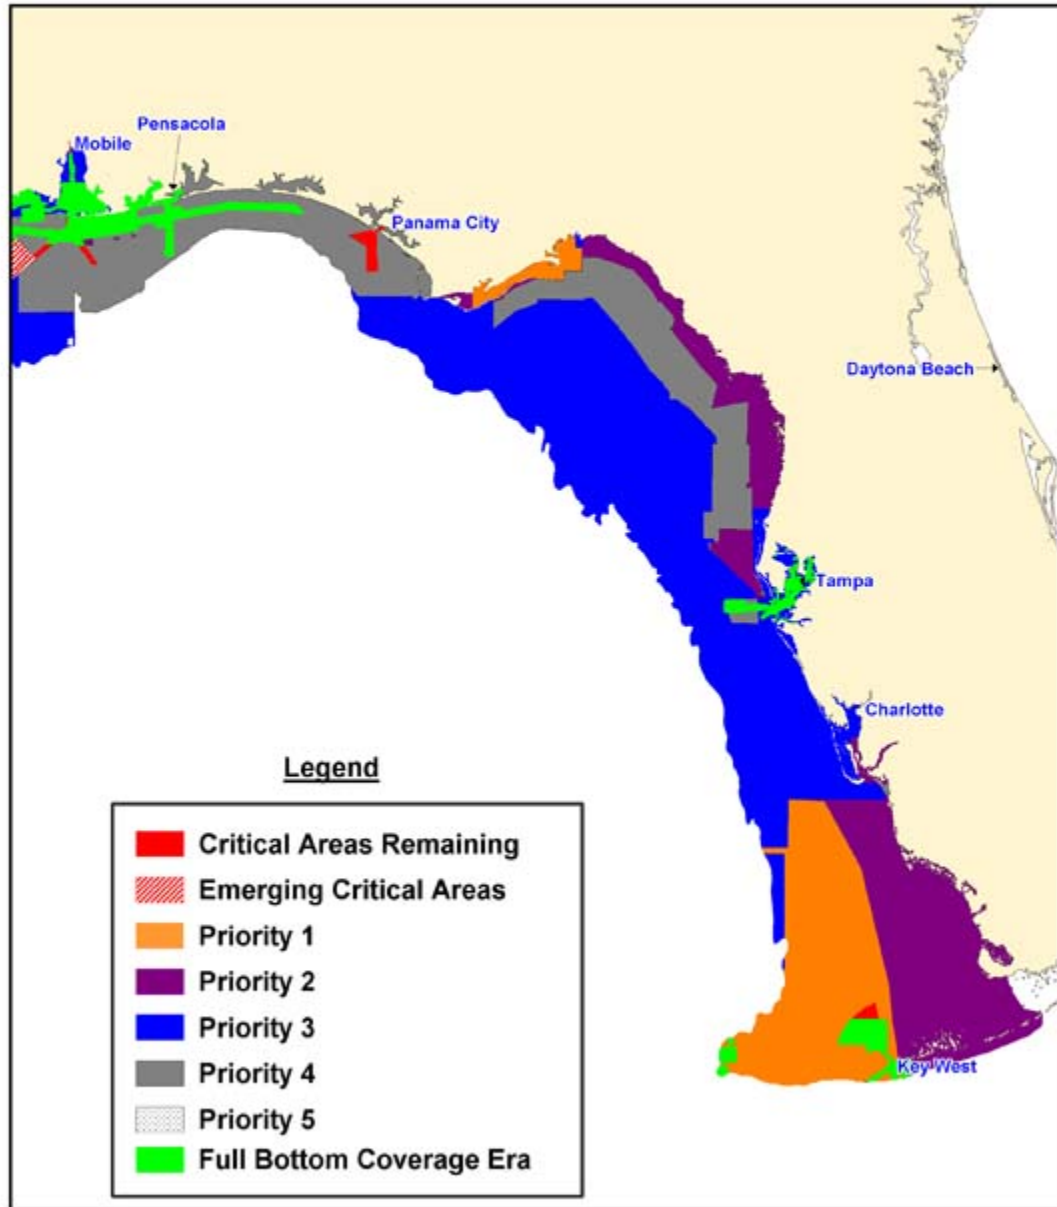 Pensacola
Mobile
Panama City
Daytona Beach
Tampa
Charlotte
Legend
Critical Areas Remaining
Emerging Critical Areas
Priority 1
Priority 2
Priority 3
Priority 4
Priority 5
Full Bottom Coverage Era
Key West